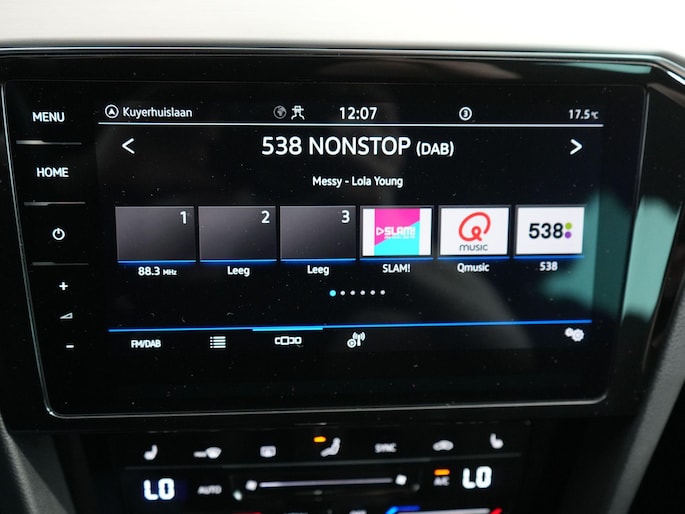 MENU
HOME
Kuyerhuislaan
12:07
3
17.5°C
< 538 NONSTOP (DAB) >
Messy - Lola Young
1
2
3
SLAM!
Q
MUSIC
538
88.3 MHz
Leeg
Leeg
SLAM!
Qmusic
538
+
-
FM/DAB
SYNC
LO
AUTO
A/C
LO